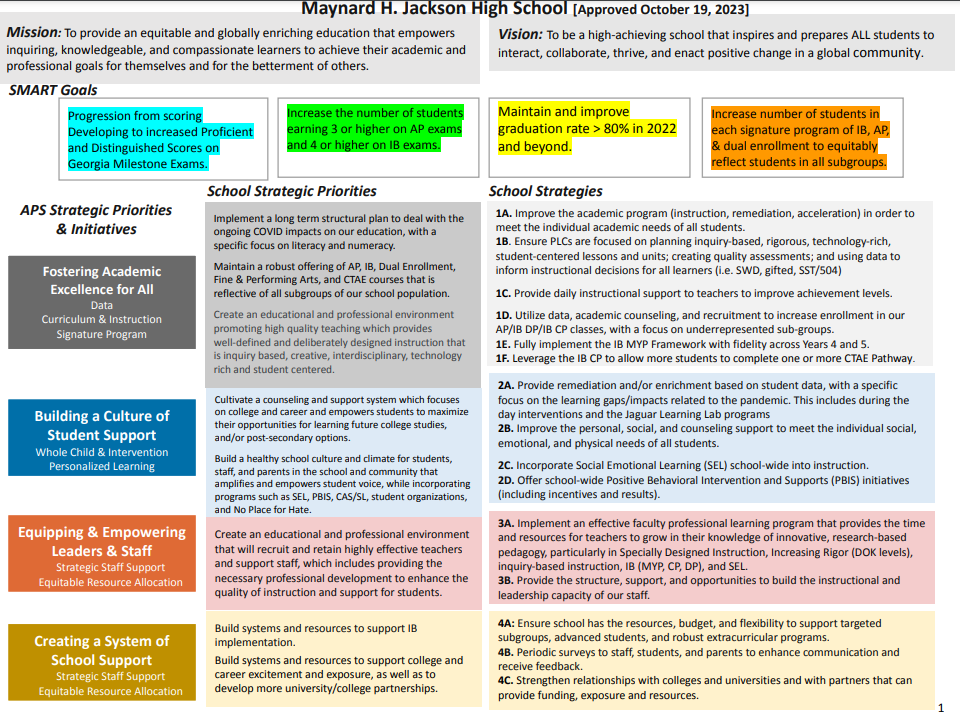 Maynard H. Jackson High School [Approved October 19, 2023]
Mission: To provide an equitable and globally enriching education that empowers
inquiring, knowledgeable, and compassionate learners to achieve their academic and
professional goals for themselves and for the betterment of others.
Vision: To be a high-achieving school that inspires and prepares ALL students to
interact, collaborate, thrive, and enact positive change in a global community.
SMART Goals
Progression from scoring
Developing to increased Proficient
and Distinguished Scores on
Georgia Milestone Exams.
Increase the number of students
earning 3 or higher on AP exams
and 4 or higher on IB exams.
Maintain and improve
graduation rate > 80% in 2022
and beyond.
Increase number of students in
each signature program of IB, AP,
& dual enrollment to equitably
reflect students in all subgroups.
APS Strategic Priorities
& Initiatives
School Strategic Priorities
School Strategies
Fostering Academic
Excellence for All
Data
Curriculum & Instruction
Signature Program
Implement a long term structural plan to deal with the
ongoing COVID impacts on our education, with a
specific focus on literacy and numeracy.
Maintain a robust offering of AP, IB, Dual Enrollment,
Fine & Performing Arts, and CTAE courses that is
reflective of all subgroups of our school population.
Create an educational and professional environment
promoting high quality teaching which provides
well-defined and deliberately designed instruction that
is inquiry based, creative, interdisciplinary, technology
rich and student centered.
1A. Improve the academic program (instruction, remediation, acceleration) in order to
meet the individual academic needs of all students.
1B. Ensure PLCs are focused on planning inquiry-based, rigorous, technology-rich,
student-centered lessons and units; creating quality assessments; and using data to
inform instructional decisions for all learners (i.e. SWD, gifted, SST/504)
1C. Provide daily instructional support to teachers to improve achievement levels.
1D. Utilize data, academic counseling, and recruitment to increase enrollment in our
AP/IB DP/IB CP classes, with a focus on underrepresented sub-groups.
1E. Fully implement the IB MYP Framework with fidelity across Years 4 and 5.
1F. Leverage the IB CP to allow more students to complete one or more CTAE Pathway.
Building a Culture of
Student Support
Whole Child & Intervention
Personalized Learning
Cultivate a counseling and support system which focuses
on college and career and empowers students to maximize
their opportunities for learning future college studies,
and/or post-secondary options.
Build a healthy school culture and climate for students,
staff, and parents in the school and community that
amplifies and empowers student voice, while incorporating
programs such as SEL, PBIS, CAS/SL, student organizations,
and No Place for Hate.
2A. Provide remediation and/or enrichment based on student data, with a specific
focus on the learning gaps/impacts related to the pandemic. This includes during the
day interventions and the Jaguar Learning Lab programs
2B. Improve the personal, social, and counseling support to meet the individual social,
emotional, and physical needs of all students.
2C. Incorporate Social Emotional Learning (SEL) school-wide into instruction.
2D. Offer school-wide Positive Behavioral Intervention and Supports (PBIS) initiatives
(including incentives and results).
Equipping & Empowering
Leaders & Staff
Strategic Staff Support
Equitable Resource Allocation
Create an educational and professional environment
that will recruit and retain highly effective teachers
and support staff, which includes providing the
necessary professional development to enhance the
quality of instruction and support for students.
3A. Implement an effective faculty professional learning program that provides the time
and resources for teachers to grow in their knowledge of innovative, research-based
pedagogy, particularly in Specially Designed Instruction, Increasing Rigor (DOK levels),
inquiry-based instruction, IB (MYP, CP, DP), and SEL.
3B. Provide the structure, support, and opportunities to build the instructional and
leadership capacity of our staff.
Creating a System of
School Support
Strategic Staff Support
Equitable Resource Allocation
Build systems and resources to support IB
implementation.
Build systems and resources to support college and
career excitement and exposure, as well as to
develop more university/college partnerships.
4A: Ensure school has the resources, budget, and flexibility to support targeted
subgroups, advanced students, and robust extracurricular programs.
4B. Periodic surveys to staff, students, and parents to enhance communication and
receive feedback.
4C. Strengthen relationships with colleges and universities and with partners that can
provide funding, exposure and resources.
1